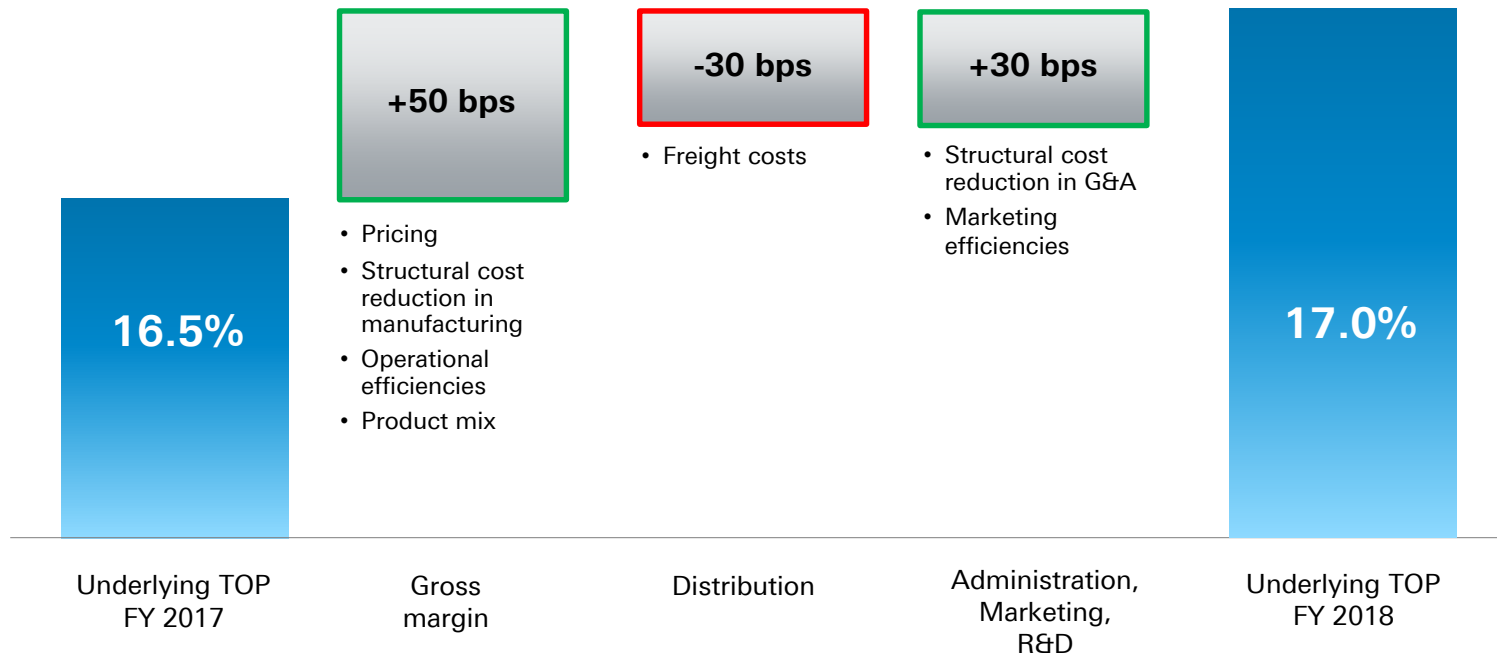 16.5%
Underlying TOP
FY 2017
+50 bps
• Pricing
• Structural cost
reduction in
manufacturing
• Operational
efficiencies
• Product mix
Gross
margin
-30 bps
• Freight costs
Distribution
+30 bps
• Structural cost
reduction in G&A
• Marketing
efficiencies
Administration,
Marketing,
R&D
17.0%
Underlying TOP
FY 2018